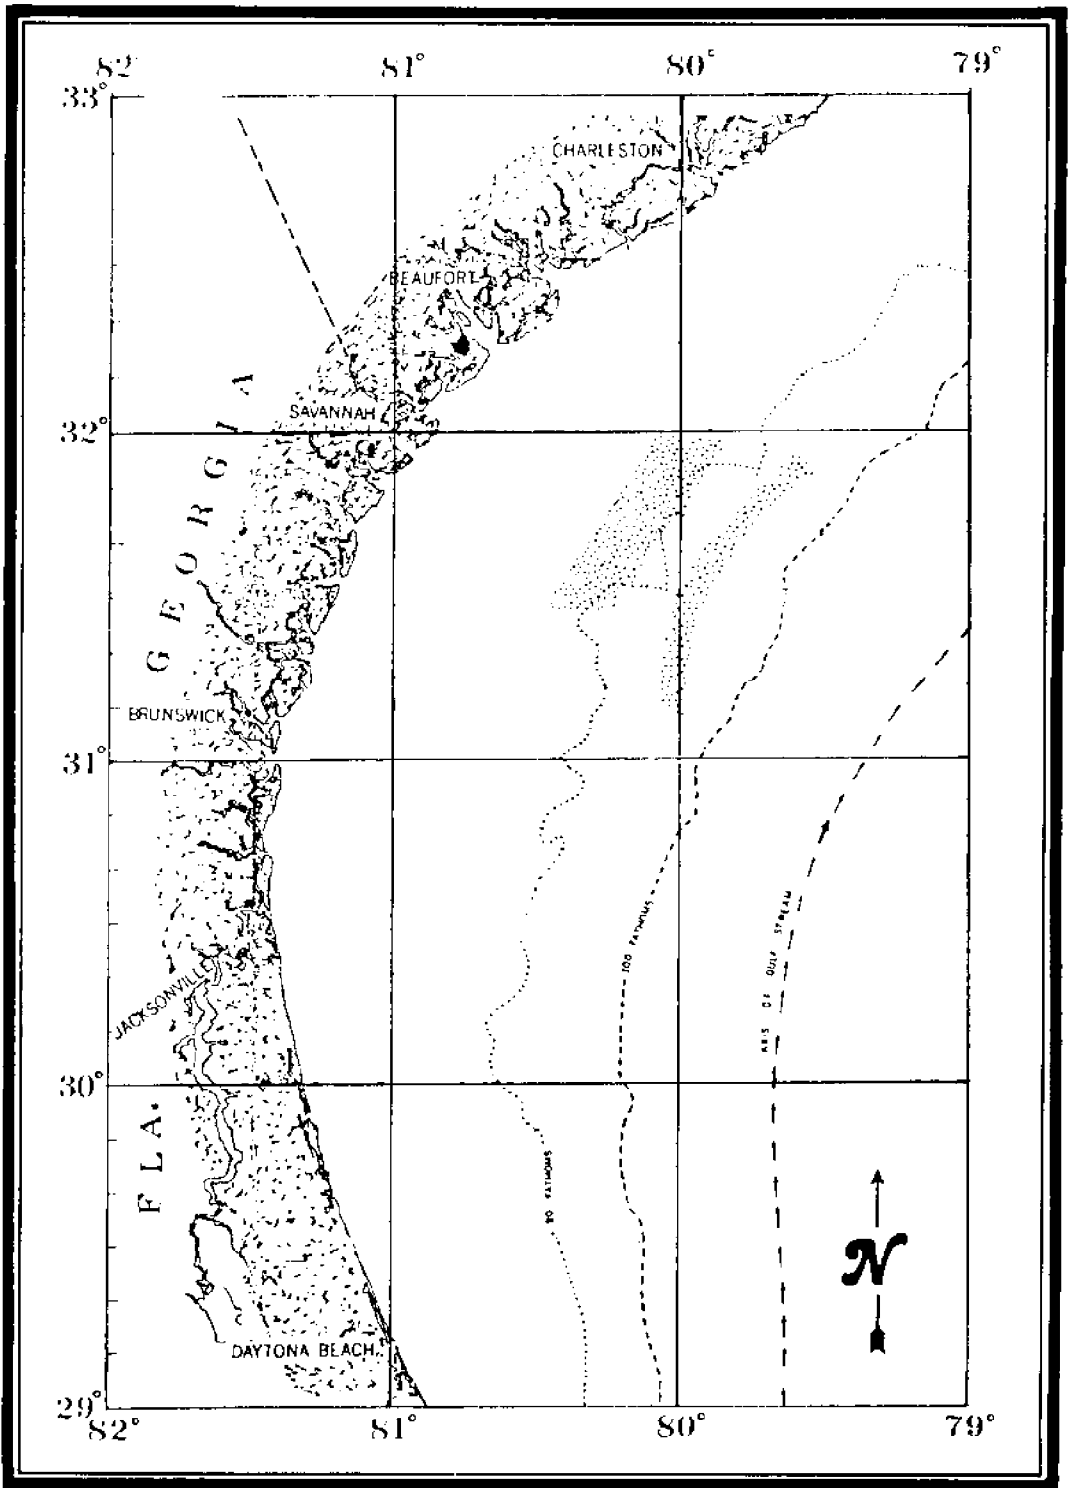 82°
81°
80°
79°
33°
CHARLESTON
BEAUFORT
SAVANNAH
32°
GEORGIA
BRUNSWICK
31°
100 FATHOMS
AXIS OF GULF STREAM
JACKSONVILLE
30°
FLA.
20 FATHOMS
N
DAYTONA BEACH
29°
82°
81°
80°
79°